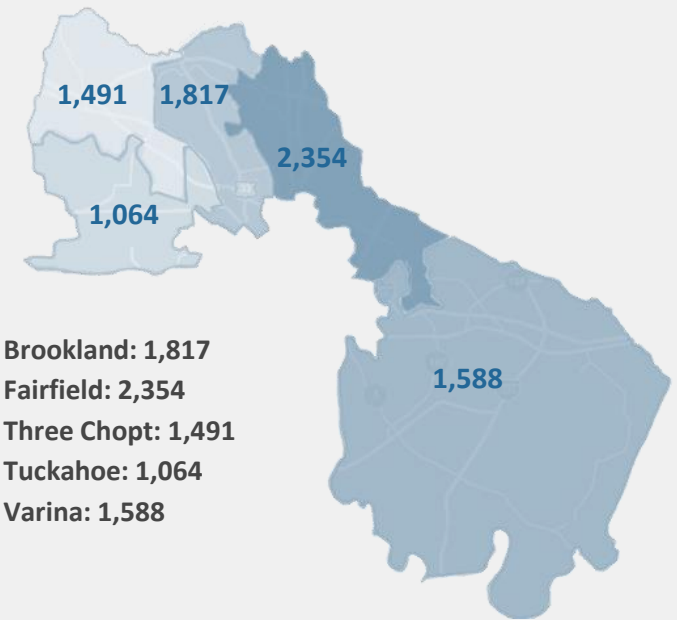 1,491
1,817
2,354
1,064
1,588
Brookland: 1,817
Fairfield: 2,354
Three Chopt: 1,491
Tuckahoe: 1,064
Varina: 1,588